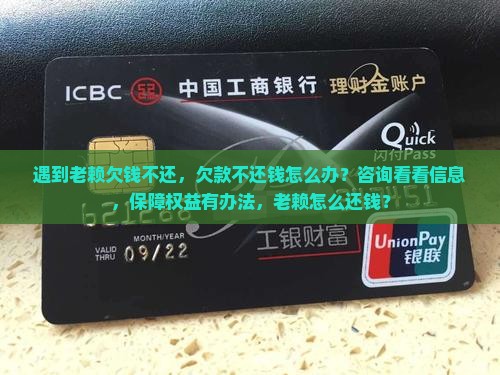 ICBC 中国工商银行 理财金账户
Quick
闪付Pass
遇到老赖欠钱不还，欠款不还钱怎么办？咨询看看信息
，保障权益有办法，老赖怎么还钱？
MONTH/YEAR
VALID
THRU 09/22
工银财富
UnionPay
银联